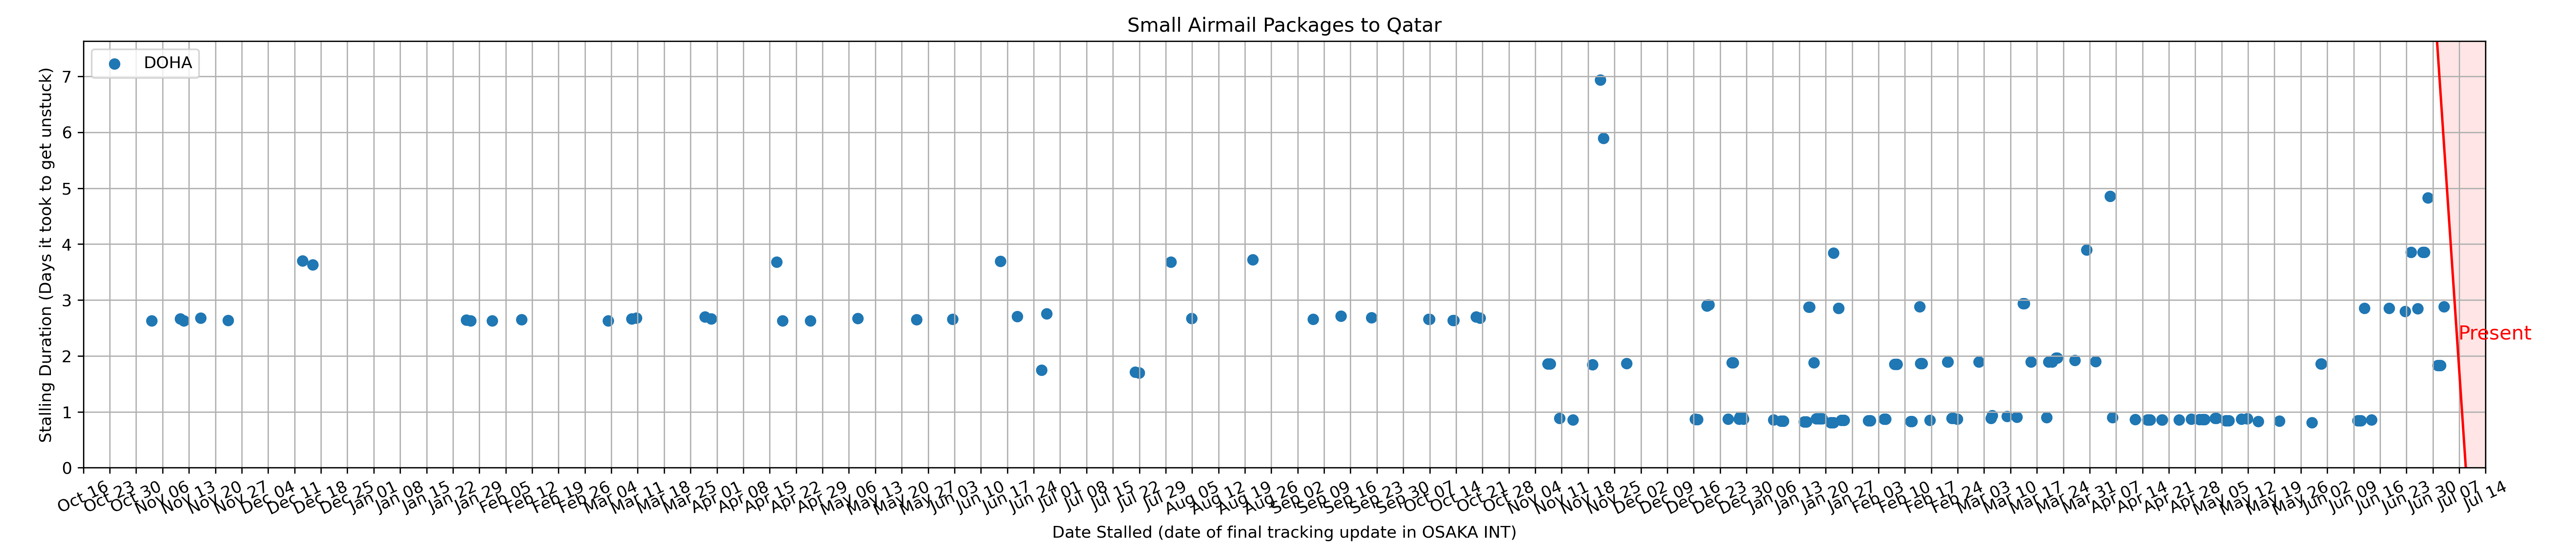 Small Airmail Packages to Qatar
DOHA
Stalling Duration (Days it took to get unstuck)
7
6
5
4
3
2
1
0
Present
Oct 16
Oct 23
Oct 30
Nov 06
Nov 13
Nov 20
Nov 27
Dec 04
Dec 11
Dec 18
Dec 25
Jan 01
Jan 08
Jan 15
Jan 22
Jan 29
Feb 05
Feb 12
Feb 19
Feb 26
Mar 04
Mar 11
Mar 18
Mar 25
Apr 01
Apr 08
Apr 15
Apr 22
Apr 29
May 06
May 13
May 20
May 27
Jun 03
Jun 10
Jun 17
Jun 24
Jul 01
Jul 08
Jul 15
Jul 22
Jul 29
Aug 05
Aug 12
Aug 19
Aug 26
Sep 02
Sep 09
Sep 16
Sep 23
Sep 30
Oct 07
Oct 14
Oct 21
Oct 28
Nov 04
Nov 11
Nov 18
Nov 25
Dec 02
Dec 09
Dec 16
Dec 23
Dec 30
Jan 06
Jan 13
Jan 20
Jan 27
Feb 03
Feb 10
Feb 17
Feb 24
Mar 03
Mar 10
Mar 17
Mar 24
Mar 31
Apr 07
Apr 14
Apr 21
Apr 28
May 05
May 12
May 19
May 26
Jun 02
Jun 09
Jun 16
Jun 23
Jun 30
Jul 07
Jul 14
Date Stalled (date of final tracking update in OSAKA INT)